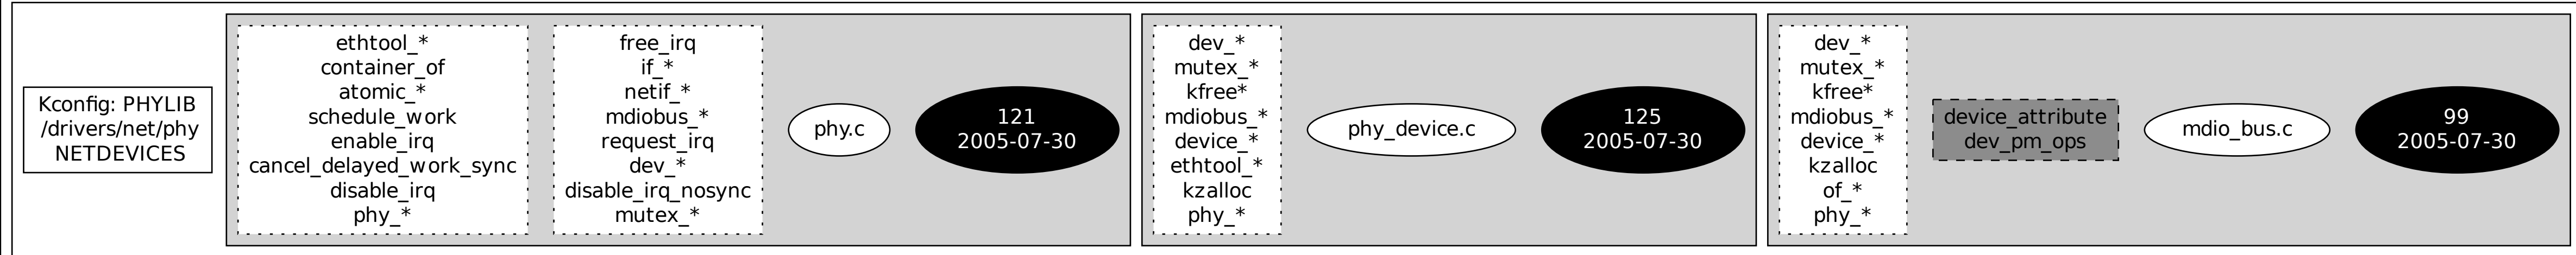 Kconfig: PHYLIB
/drivers/net/phy
NETDEVICES
ethtool_*
container_of
atomic_*
schedule_work
enable_irq
cancel_delayed_work_sync
disable_irq
phy_*
free_irq
if_*
netif_*
mdiobus_*
request_irq
dev_*
disable_irq_nosync
mutex_*
phy.c
121
2005-07-30
dev_*
mutex_*
kfree*
mdiobus_*
device_*
ethtool_*
kzalloc
phy_*
phy_device.c
125
2005-07-30
dev_*
mutex_*
kfree*
mdiobus_*
device_*
kzalloc
of_*
phy_*
device_attribute
dev_pm_ops
mdio_bus.c
99
2005-07-30